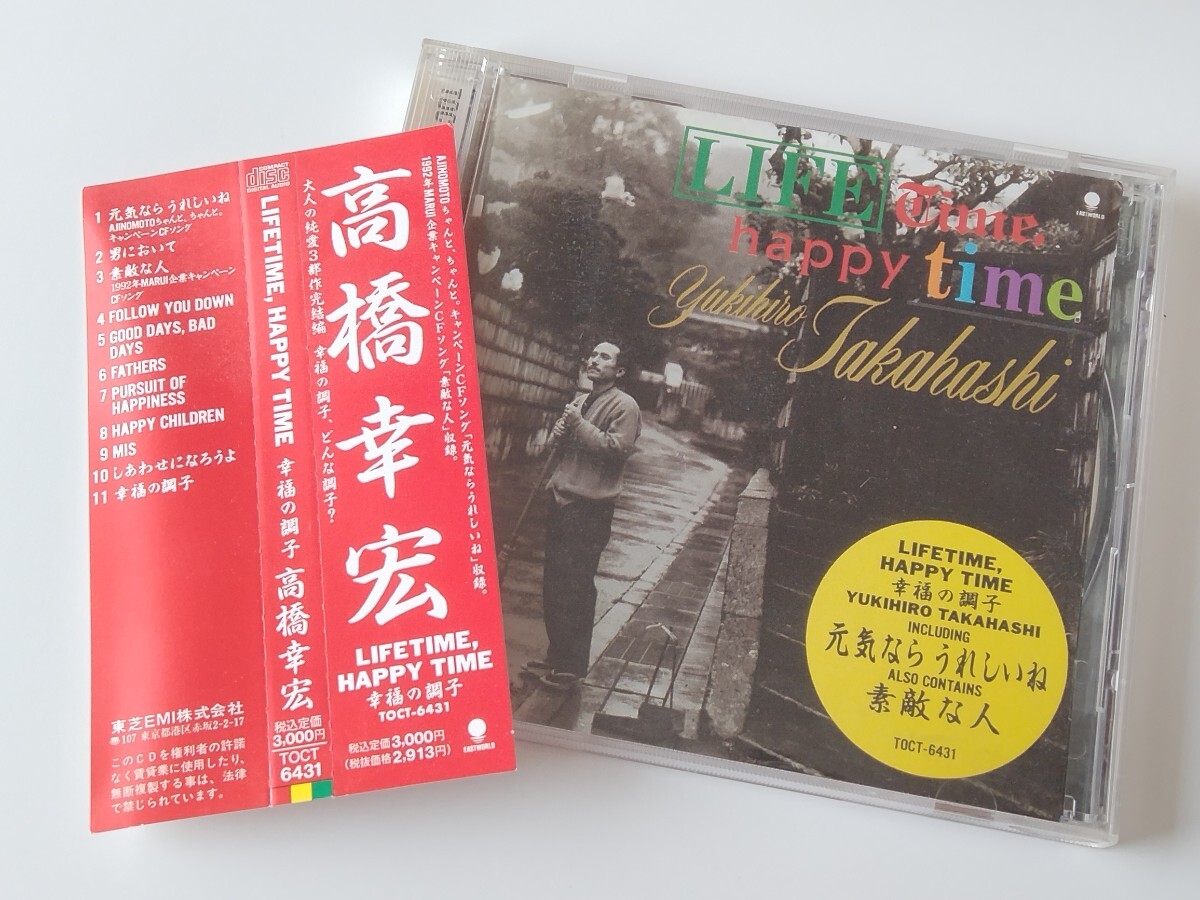 1 元気ならうれしいね
AJINOMOTOちゃんと、ちゃんと。
キャンペーンCFソング
2 男において
3 素敵な人
1992年MARUI企業キャンペーン
CFソング
4 FOLLOW YOU DOWN
5 GOOD DAYS, BAD
DAYS
6 FATHERS
7 PURSUIT OF
HAPPINESS
8 HAPPY CHILDREN
9 MIS
10 しあわせになろうよ
11 幸福の調子
東芝EMI株式会社
〠107 東京都港区赤坂2-2-17
このCDを権利者の許諾
なく賃貸業に使用したり、
無断複製する事は、法律
で禁じられています。
COMPACT
disc
DIGITAL AUDIO
LIFETIME, HAPPY TIME 幸福の調子 高橋幸宏
税込定価
3,000円
TOCT
6431
AJINOMOTOちゃんと、ちゃんと。キャンペーンCFソング「元気ならうれしいね」収録。
1992年MARUI企業キャンペーンCFソング「素敵な人」収録。
高橋幸宏
大人の純愛3部作完結編 幸福の調子、どんな調子?
LIFETIME,
HAPPY TIME
幸福の調子
TOCT-6431
税込定価3,000円
(税抜価格2,913円)
EASTWORLD
LIFE Time,
happy time
Yukihiro
Takahashi
EASTWORLD
LIFETIME,
HAPPY TIME
幸福の調子
YUKIHIRO TAKAHASHI
INCLUDING
元気ならうれしいね
ALSO CONTAINS
素敵な人
TOCT-6431